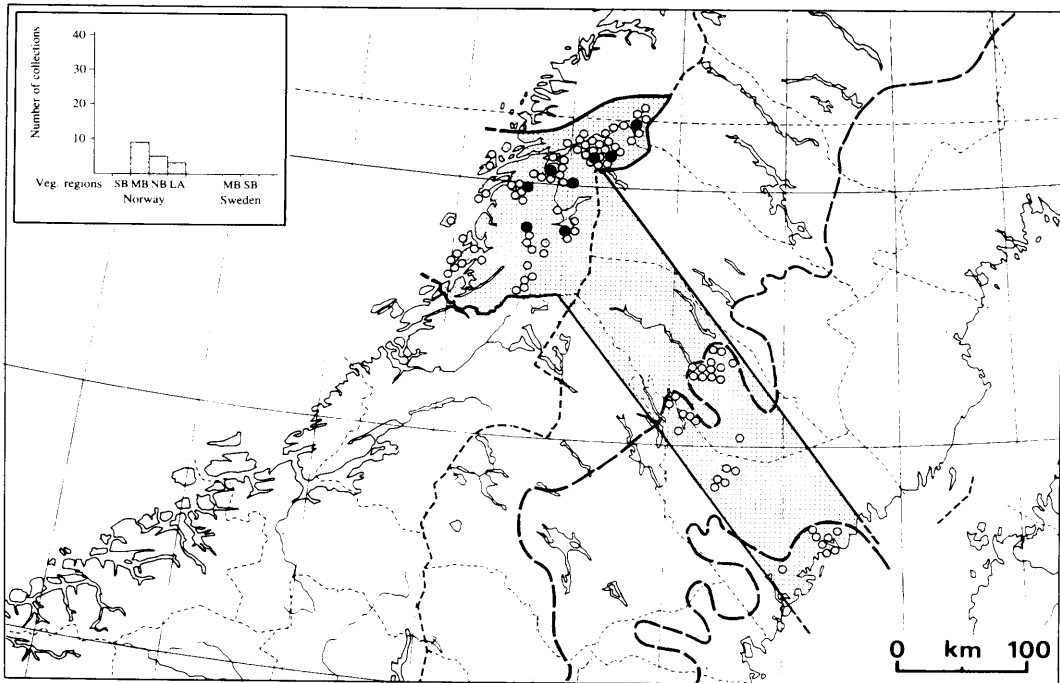 Number of collections
40
30
20
10
Veg. regions SB MB NB LA MB SB
Norway Sweden
0 km 100